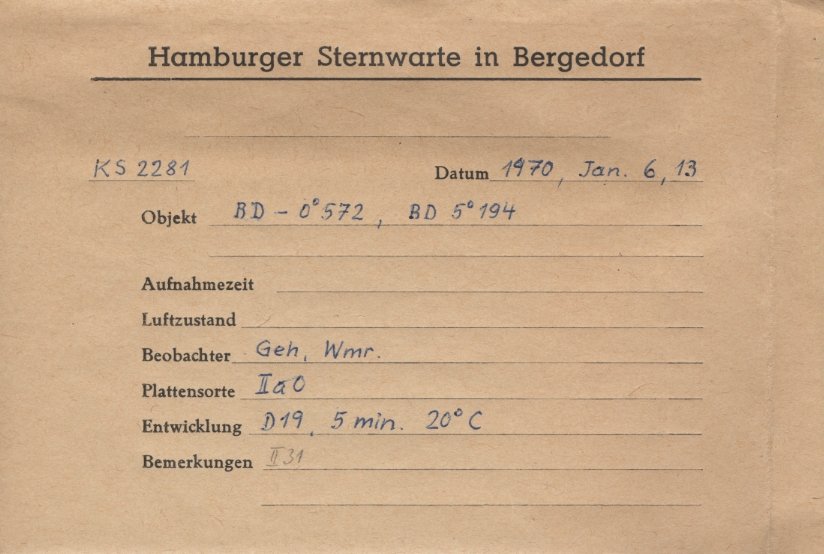 Hamburger Sternwarte in Bergedorf
KS 2281 Datum 1970, Jan. 6, 13
Objekt BD - 0°572, BD 5°194
Aufnahmezeit
Luftzustand
Beobachter Geh, Wmr.
Plattensorte IIaO
Entwicklung D19, 5 min. 20°C
Bemerkungen II 31